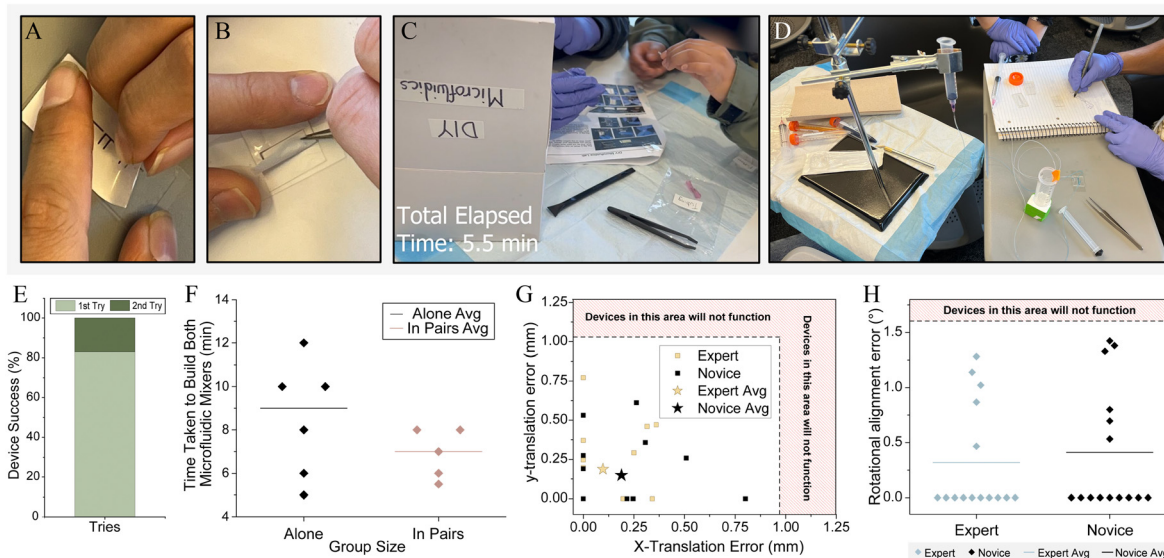 A
B
C
D
Microfluidics
DIY
Total Elapsed
Time: 5.5 min
E
1st Try
2nd Try
Device Success (%)
100
80
60
40
20
0
Tries
F
Time Taken to Build Both
Microfluidic Mixers (min)
14
12
10
8
6
4
Alone Avg
In Pairs Avg
Alone
In Pairs
Group Size
G
y-translation error (mm)
1.25
1.00
0.75
0.50
0.25
0.00
Devices in this area will not function
Devices in this area will not function
Expert
Novice
Expert Avg
Novice Avg
0.00
0.25
0.50
0.75
1.00
1.25
X-Translation Error (mm)
H
Rotational alignment error (°)
1.5
1.0
0.5
0.0
Devices in this area will not function
Expert
Novice
Expert
Novice
Expert Avg
Novice Avg